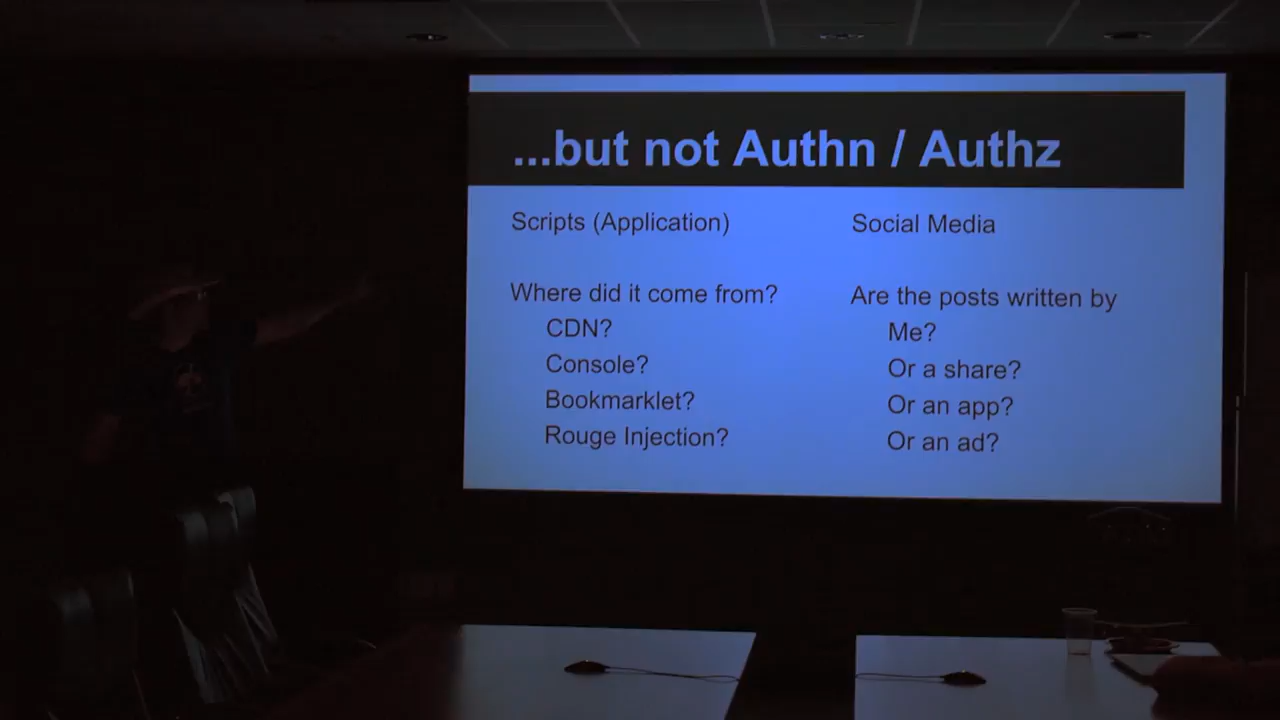 ...but not Authn / Authz
Scripts (Application)
Where did it come from?
CDN?
Console?
Bookmarklet?
Rouge Injection?
Social Media
Are the posts written by
Me?
Or a share?
Or an app?
Or an ad?